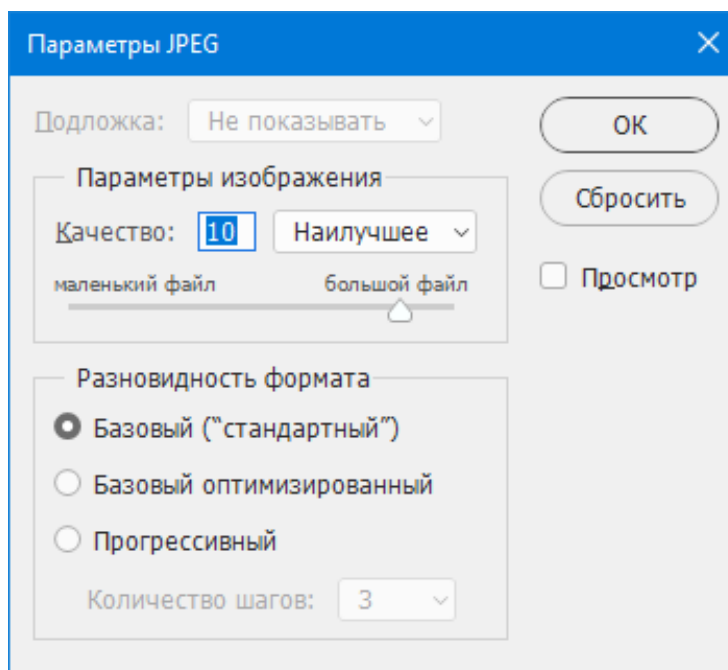 Параметры JPEG
Подложка: Не показывать
ОК
Параметры изображения
Сбросить
Качество: 10 Наилучшее
Просмотр
маленький файл большой файл
Разновидность формата
Базовый (“стандартный”)
Базовый оптимизированный
Прогрессивный
Количество шагов: 3